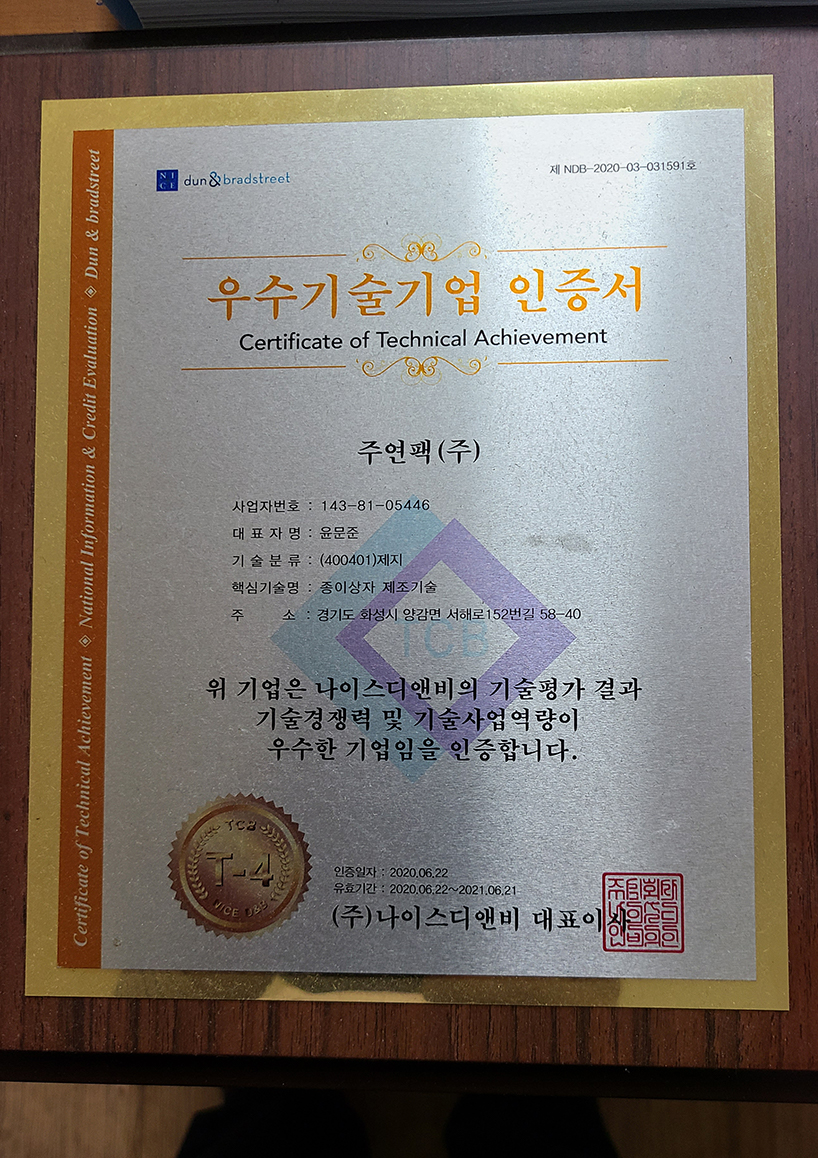 Certificate of Technical Achievement ◈ National Information & Credit Evaluation ◈ Dun & bradstreet
NICE dun & bradstreet
제 NDB-2020-03-031591호
우수기술기업 인증서
Certificate of Technical Achievement
주연팩(주)
사업자번호 : 143-81-05446
대 표 자 명 : 윤문준
기 술 분 류 : (400401)제지
핵심기술명 : 종이상자 제조기술
주 소 : 경기도 화성시 양감면 서해로152번길 58-40
TCB
위 기업은 나이스디앤비의 기술평가 결과
기술경쟁력 및 기술사업역량이
우수한 기업임을 인증합니다.
TCB
T-4
NICE D&B
인증일자 : 2020.06.22
유효기간 : 2020.06.22~2021.06.21
(주)나이스디앤비 대표이사